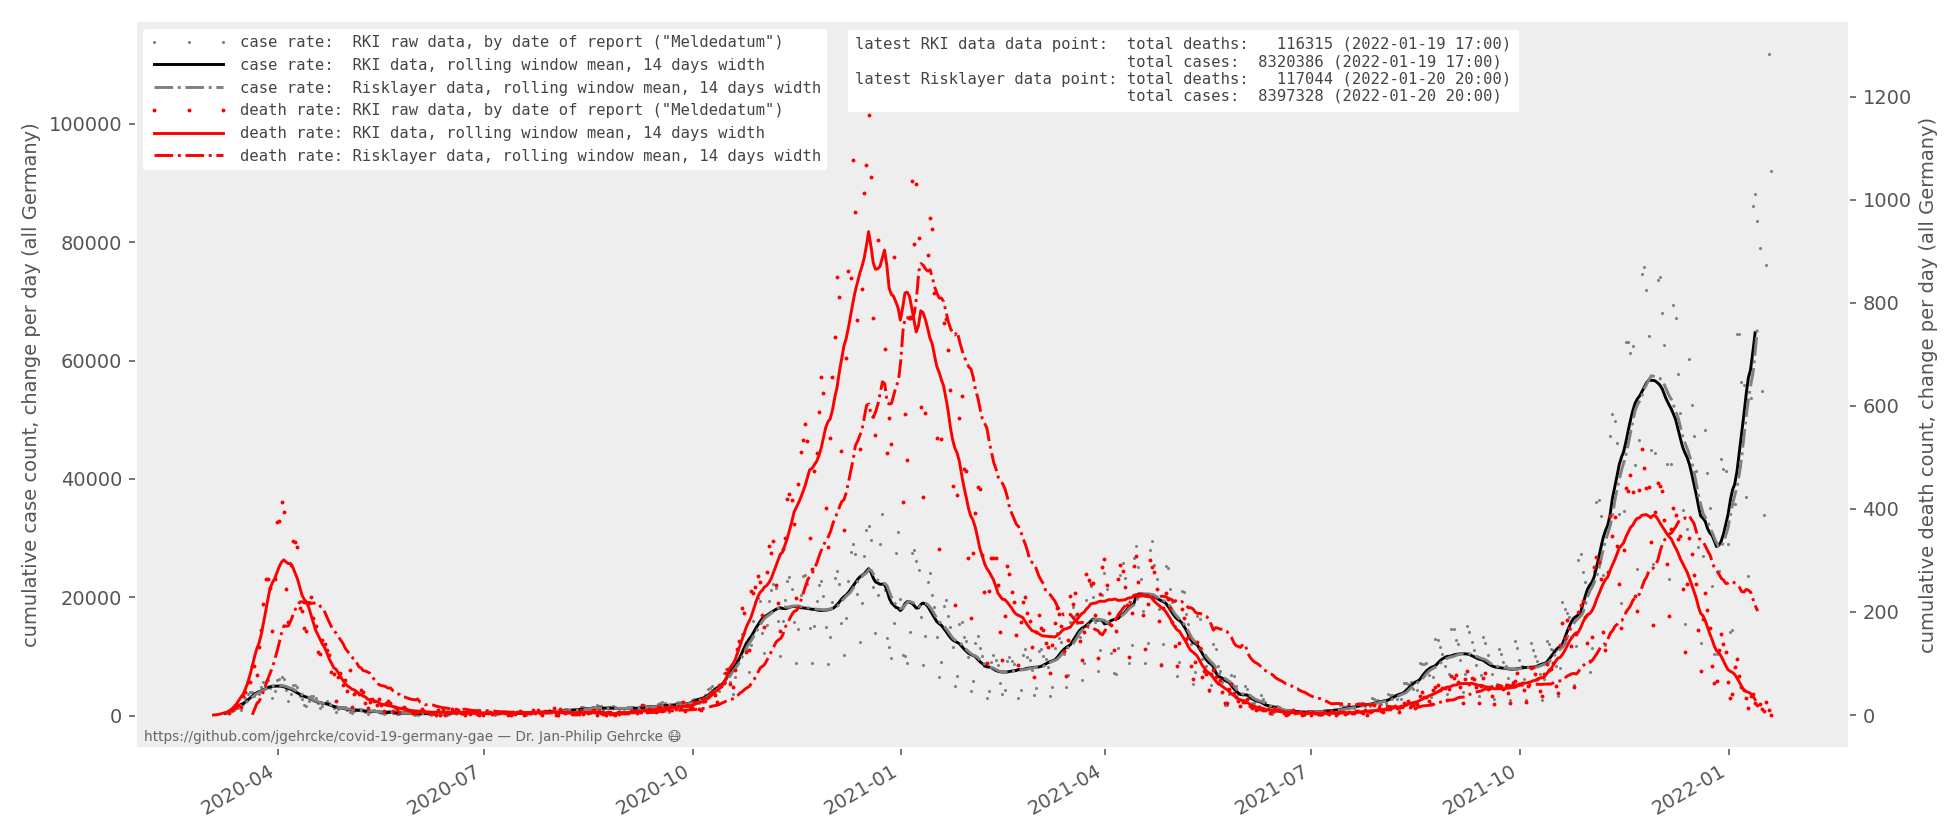 case rate:  RKI raw data, by date of report ("Meldedatum")
case rate:  RKI data, rolling window mean, 14 days width
case rate:  Risklayer data, rolling window mean, 14 days width
death rate: RKI raw data, by date of report ("Meldedatum")
death rate: RKI data, rolling window mean, 14 days width
death rate: Risklayer data, rolling window mean, 14 days width
latest RKI data data point:  total deaths:   116315 (2022-01-19 17:00)
total cases:  8320386 (2022-01-19 17:00)
latest Risklayer data point: total deaths:   117044 (2022-01-20 20:00)
total cases:  8397328 (2022-01-20 20:00)
cumulative case count, change per day (all Germany)
100000
80000
60000
40000
20000
0
1200
1000
800
600
400
200
0
cumulative death count, change per day (all Germany)
https://github.com/jgehrcke/covid-19-germany-gae — Dr. Jan-Philip Gehrcke 😷
2020-04
2020-07
2020-10
2021-01
2021-04
2021-07
2021-10
2022-01